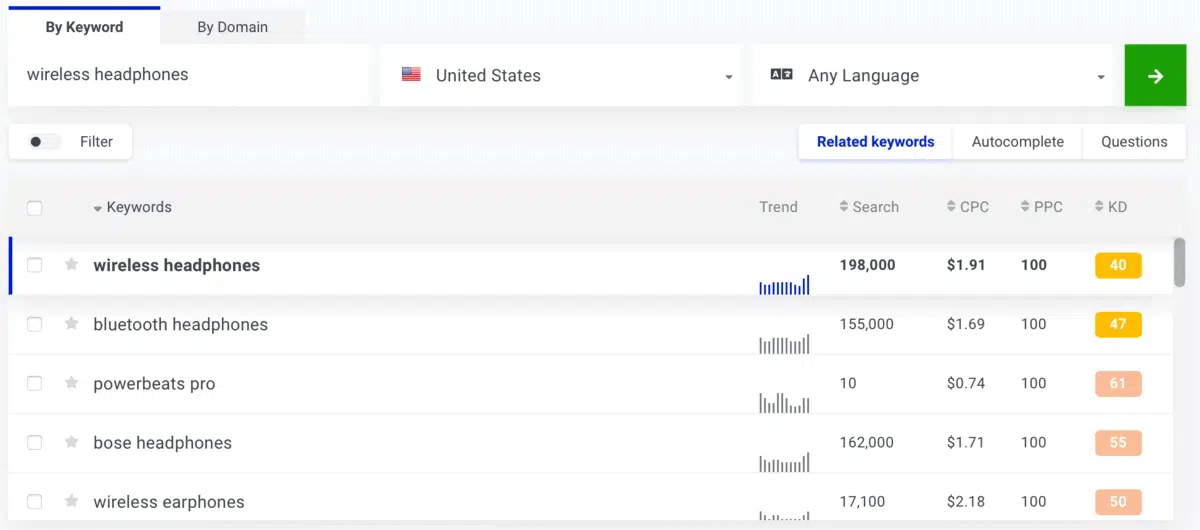 By Keyword By Domain
wireless headphones United States Any Language
Filter Related keywords Autocomplete Questions
Keywords Trend Search CPC PPC KD
wireless headphones 198,000 $1.91 100 40
bluetooth headphones 155,000 $1.69 100 47
powerbeats pro 10 $0.74 100 61
bose headphones 162,000 $1.71 100 55
wireless earphones 17,100 $2.18 100 50